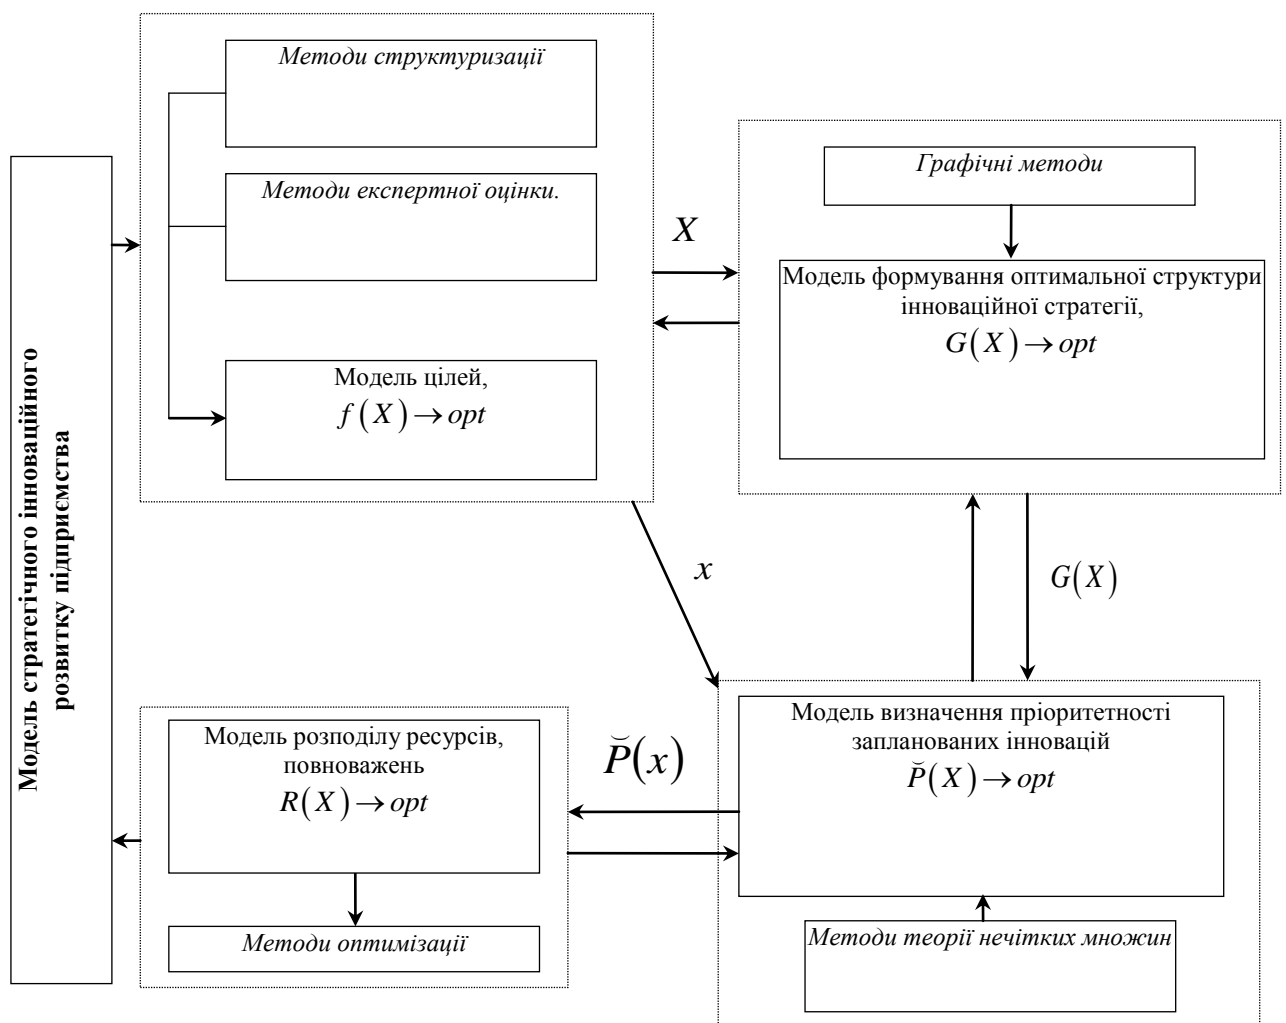 Модель стратегічного інноваційного
розвитку підприємства
Методи структуризації
Методи експертної оцінки.
Модель цілей,
f(X)→opt
X
Графічні методи
Модель формування оптимальної структури
інноваційної стратегії,
G(X)→opt
x
G(X)
Модель розподілу ресурсів,
повноважень
R(X)→opt
Методи оптимізації
P̆(x)
Модель визначення пріоритетності
запланованих інновацій
P̆(X)→opt
Методи теорії нечітких множин